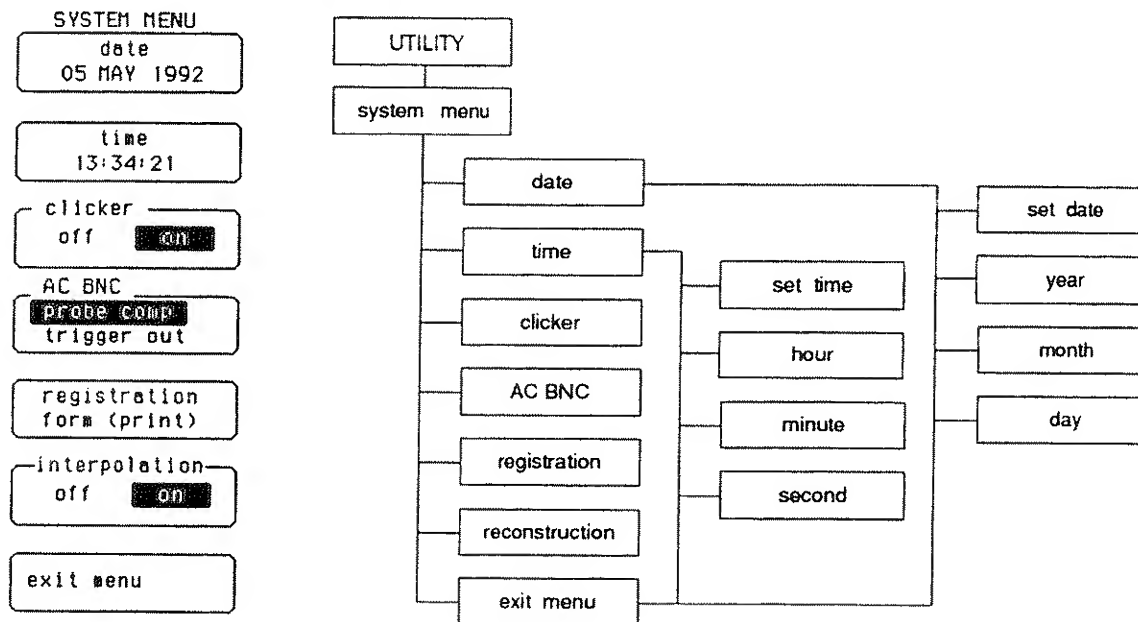 SYSTEM MENU
date
05 MAY 1992
time
13:34:21
clicker
off on
AC BNC
probe comp
trigger out
registration
form (print)
interpolation
off on
exit menu
UTILITY
system menu
date
time
clicker
AC BNC
registration
reconstruction
exit menu
set time
hour
minute
second
set date
year
month
day